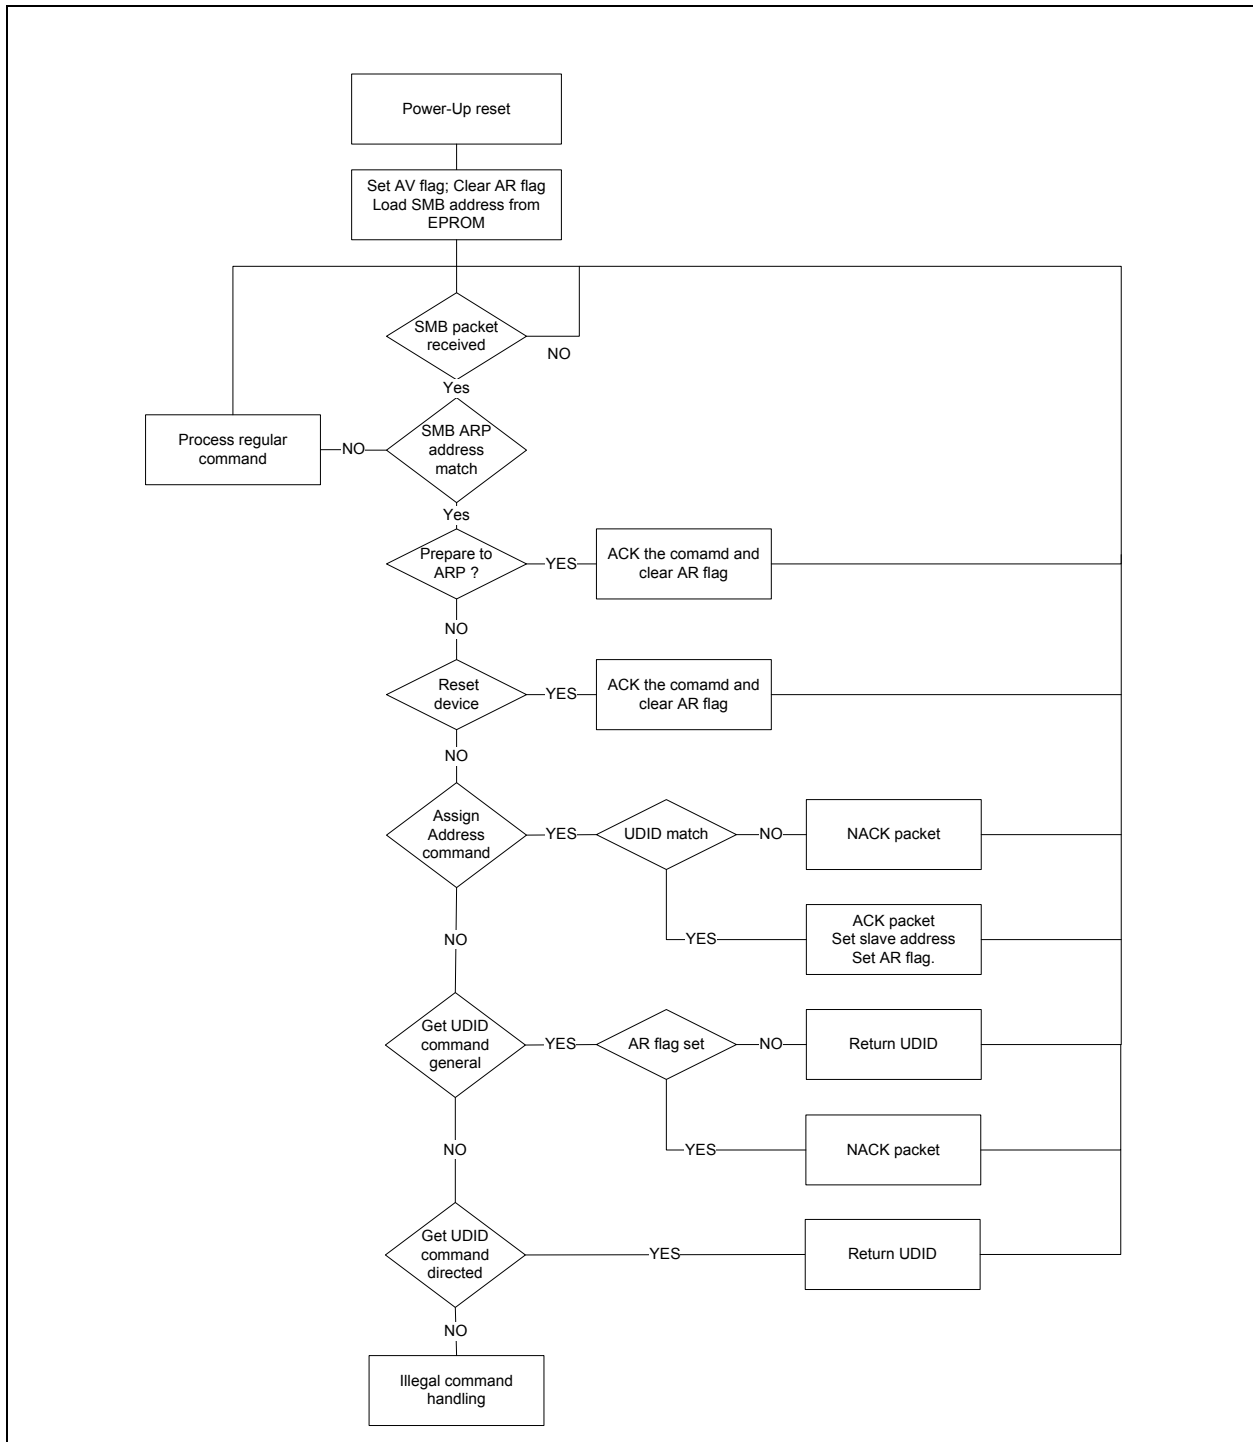 Power-Up reset
Set AV flag; Clear AR flag
Load SMB address from
EPROM
SMB packet
received
NO
Yes
Process regular
command
NO
SMB ARP
address
match
Yes
Prepare to
ARP ?
YES
ACK the comamd and
clear AR flag
NO
Reset
device
YES
ACK the comamd and
clear AR flag
NO
Assign
Address
command
YES
UDID match
NO
NACK packet
YES
ACK packet
Set slave address
Set AR flag.
NO
Get UDID
command
general
YES
AR flag set
NO
Return UDID
YES
NACK packet
NO
Get UDID
command
directed
YES
Return UDID
NO
Illegal command
handling